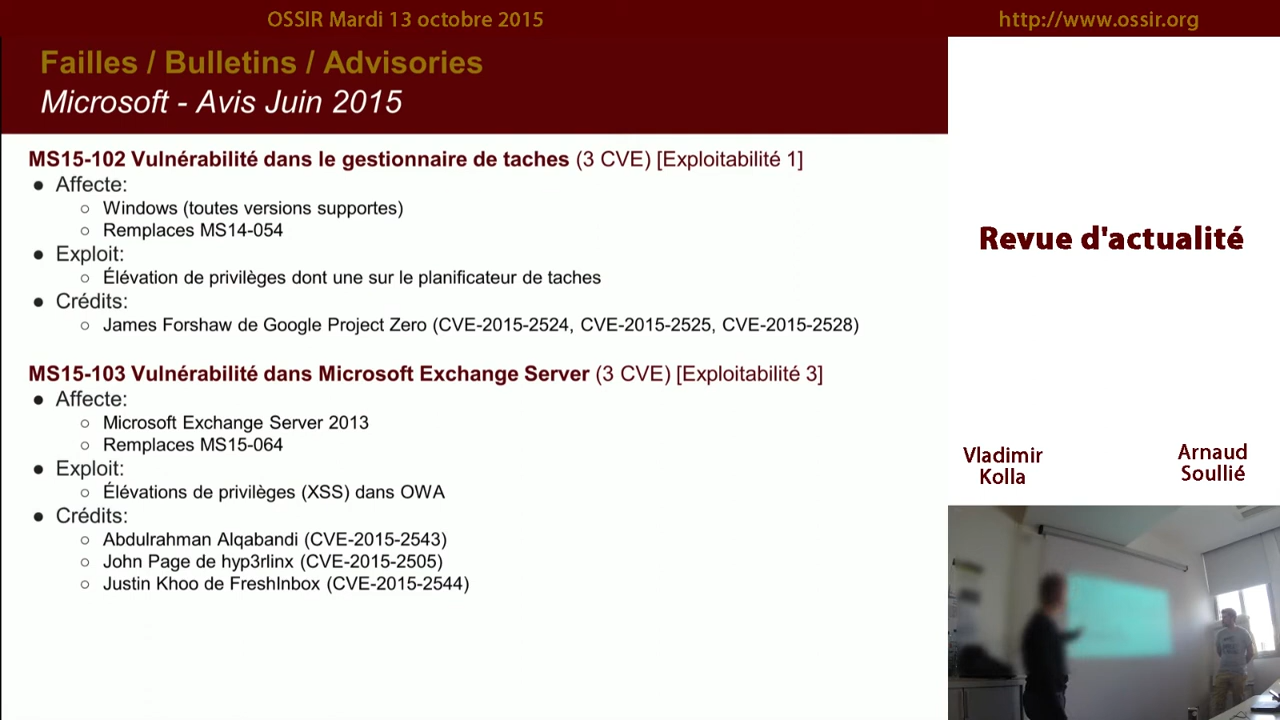 OSSIR Mardi 13 octobre 2015
http://www.ossir.org
Failles / Bulletins / Advisories
Microsoft - Avis Juin 2015
MS15-102 Vulnérabilité dans le gestionnaire de taches (3 CVE) [Exploitabilité 1]
● Affecte:
○ Windows (toutes versions supportes)
○ Remplaces MS14-054
● Exploit:
○ Élévation de privilèges dont une sur le planificateur de taches
● Crédits:
○ James Forshaw de Google Project Zero (CVE-2015-2524, CVE-2015-2525, CVE-2015-2528)
MS15-103 Vulnérabilité dans Microsoft Exchange Server (3 CVE) [Exploitabilité 3]
● Affecte:
○ Microsoft Exchange Server 2013
○ Remplaces MS15-064
● Exploit:
○ Élévations de privilèges (XSS) dans OWA
● Crédits:
○ Abdulrahman Alqabandi (CVE-2015-2543)
○ John Page de hyp3rlinx (CVE-2015-2505)
○ Justin Khoo de FreshInbox (CVE-2015-2544)
Revue d'actualité
Vladimir
Kolla
Arnaud
Soullié